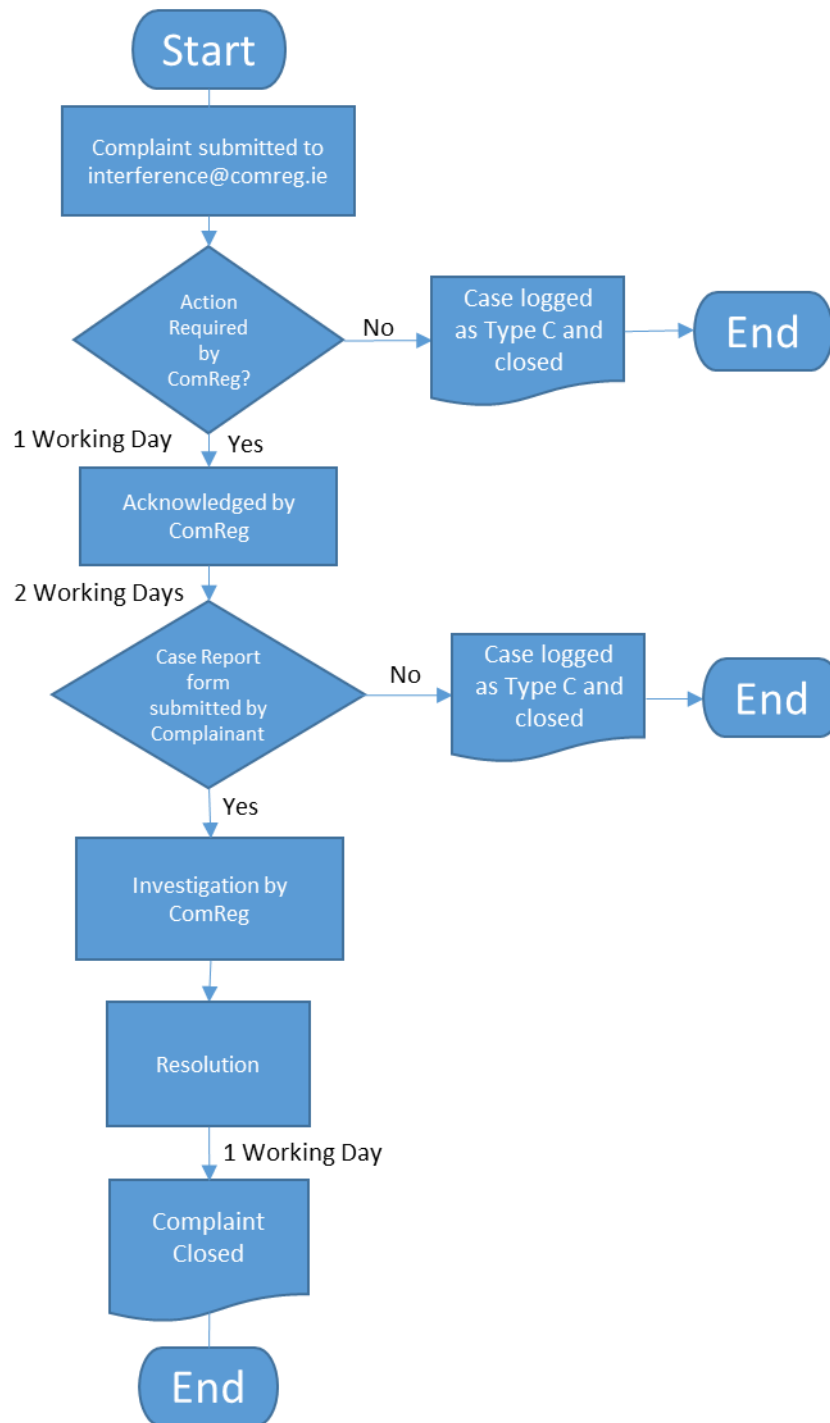 Start
Complaint submitted to
interference@comreg.ie
Action
Required
by
ComReg?
No
Case logged
as Type C and
closed
End
1 Working Day
Yes
Acknowledged by
ComReg
2 Working Days
Case Report
form
submitted by
Complainant
No
Case logged
as Type C and
closed
End
Yes
Investigation by
ComReg
Resolution
1 Working Day
Complaint
Closed
End